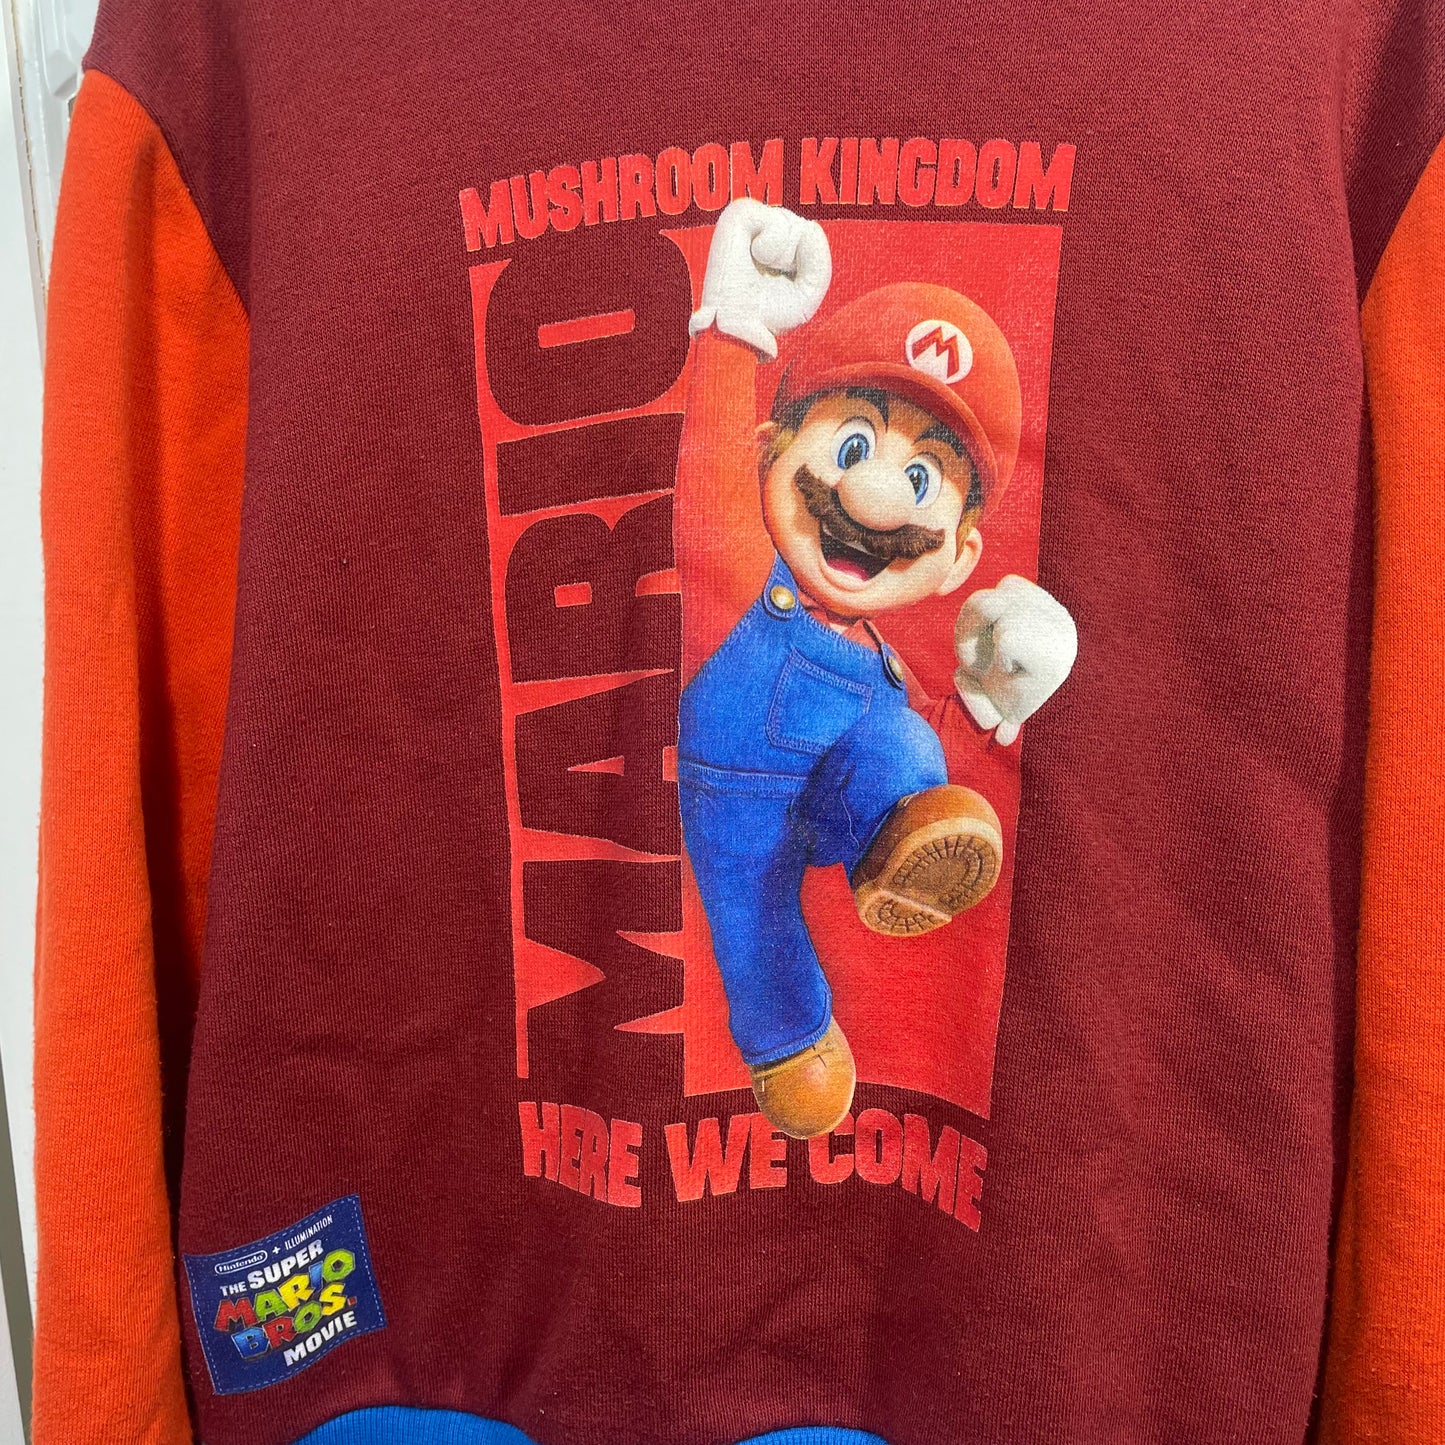 MUSHROOM KINGDOM
MARIO
M
HERE WE COME
Nintendo + ILLUMINATION
THE SUPER
MARIO
BROS.
MOVIE